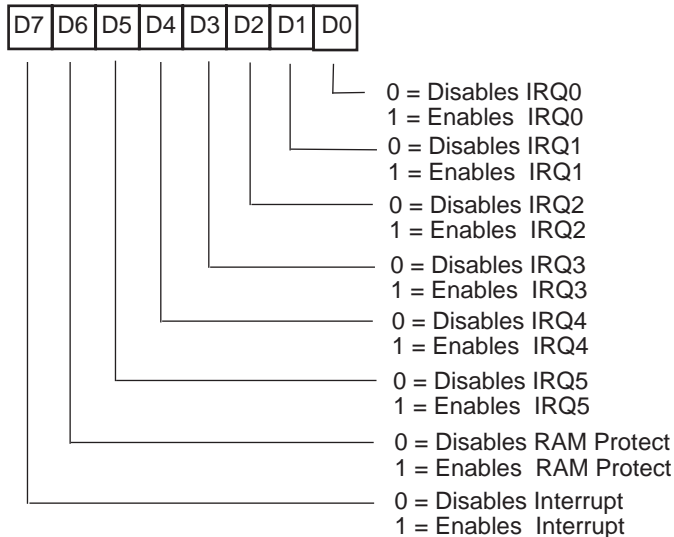 D7 D6 D5 D4 D3 D2 D1 D0
0 = Disables IRQ0
1 = Enables IRQ0
0 = Disables IRQ1
1 = Enables IRQ1
0 = Disables IRQ2
1 = Enables IRQ2
0 = Disables IRQ3
1 = Enables IRQ3
0 = Disables IRQ4
1 = Enables IRQ4
0 = Disables IRQ5
1 = Enables IRQ5
0 = Disables RAM Protect
1 = Enables RAM Protect
0 = Disables Interrupt
1 = Enables Interrupt